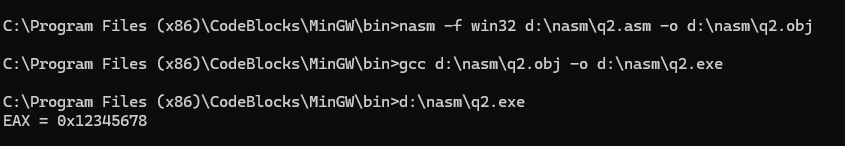 C:\Program Files (x86)\CodeBlocks\MinGW\bin>nasm -f win32 d:\nasm\q2.asm -o d:\nasm\q2.obj
C:\Program Files (x86)\CodeBlocks\MinGW\bin>gcc d:\nasm\q2.obj -o d:\nasm\q2.exe
C:\Program Files (x86)\CodeBlocks\MinGW\bin>d:\nasm\q2.exe
EAX = 0x12345678